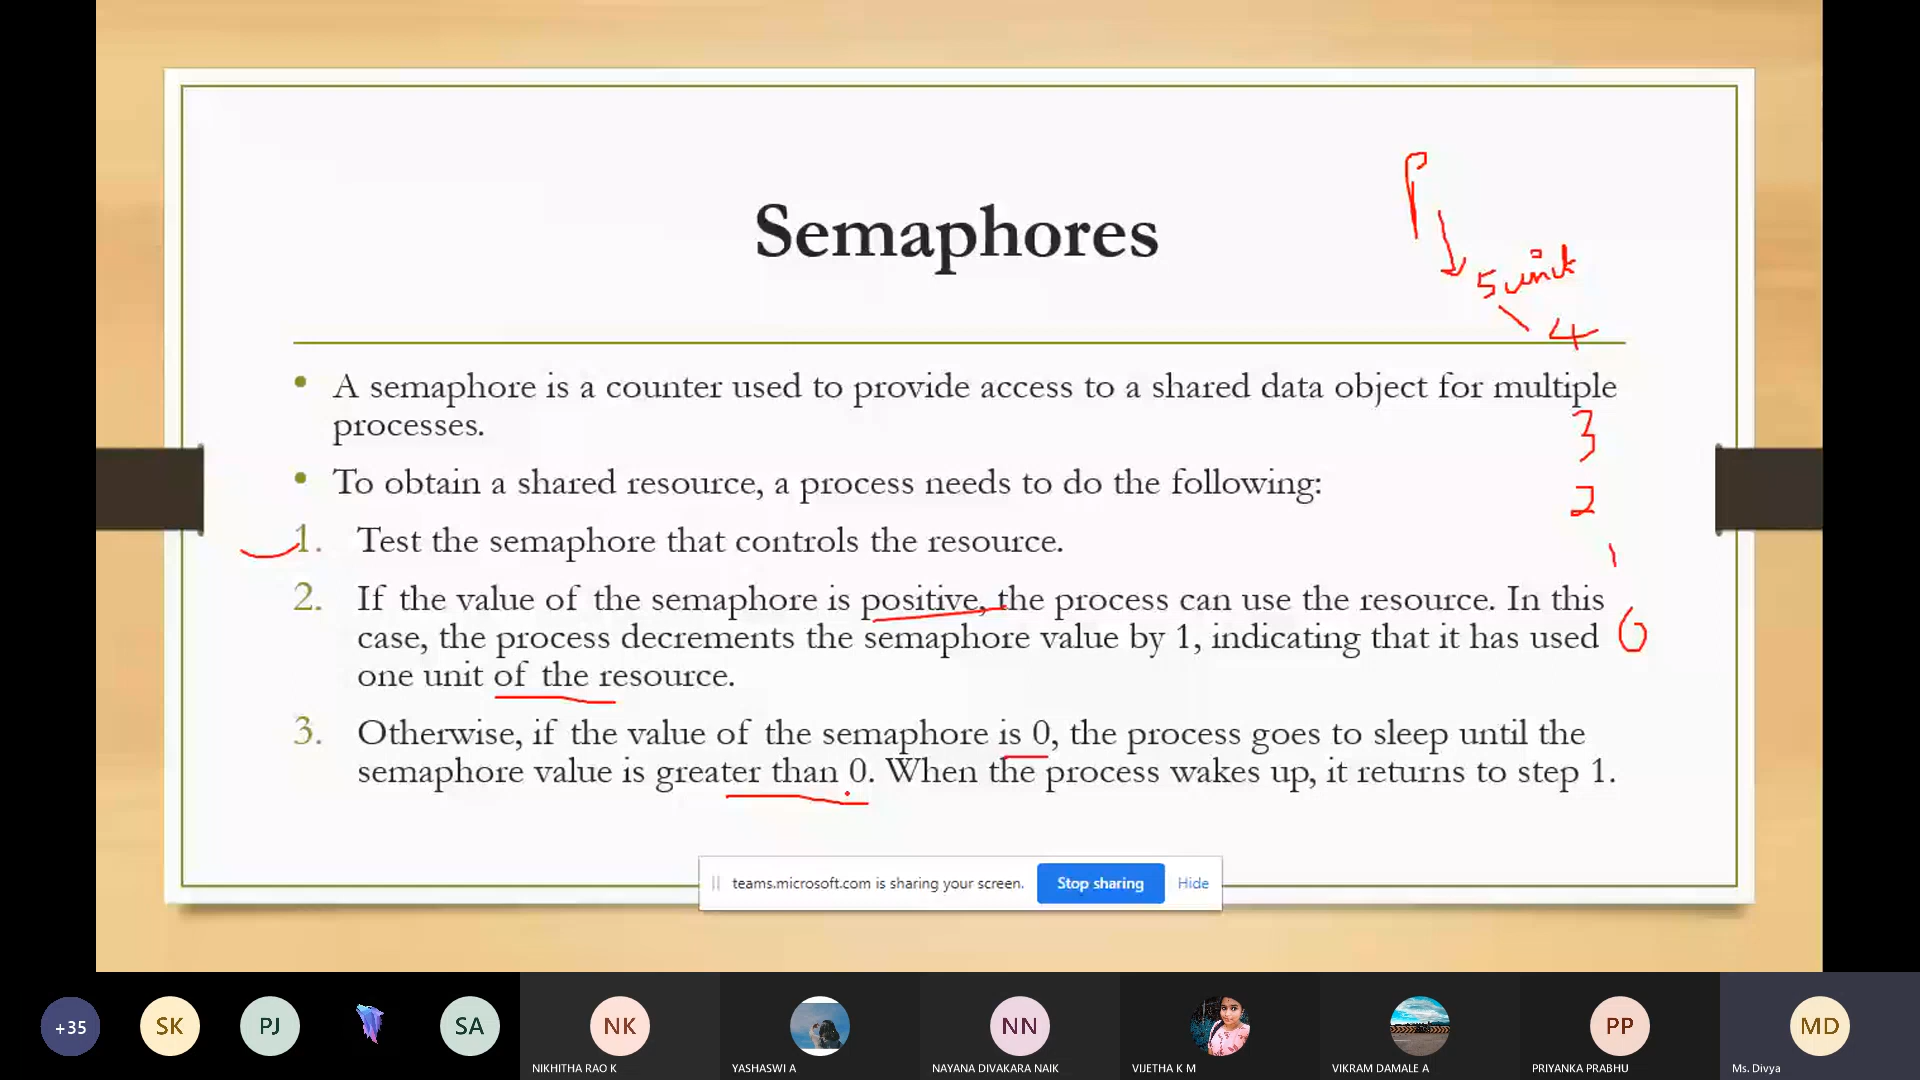 P
5 unit
4
Semaphores
• A semaphore is a counter used to provide access to a shared data object for multiple
processes.
3
• To obtain a shared resource, a process needs to do the following:
2
1. Test the semaphore that controls the resource.
1
2. If the value of the semaphore is positive, the process can use the resource. In this
case, the process decrements the semaphore value by 1, indicating that it has used
0
one unit of the resource.
3. Otherwise, if the value of the semaphore is 0, the process goes to sleep until the
semaphore value is greater than 0. When the process wakes up, it returns to step 1.
teams.microsoft.com is sharing your screen. Stop sharing Hide
+35 SK PJ SA NK NN PP MD
NIKHITHA RAO K YASHASWI A NAYANA DIVAKARA NAIK VIJETHA K M VIKRAM DAMALE A PRIYANKA PRABHU Ms. Divya